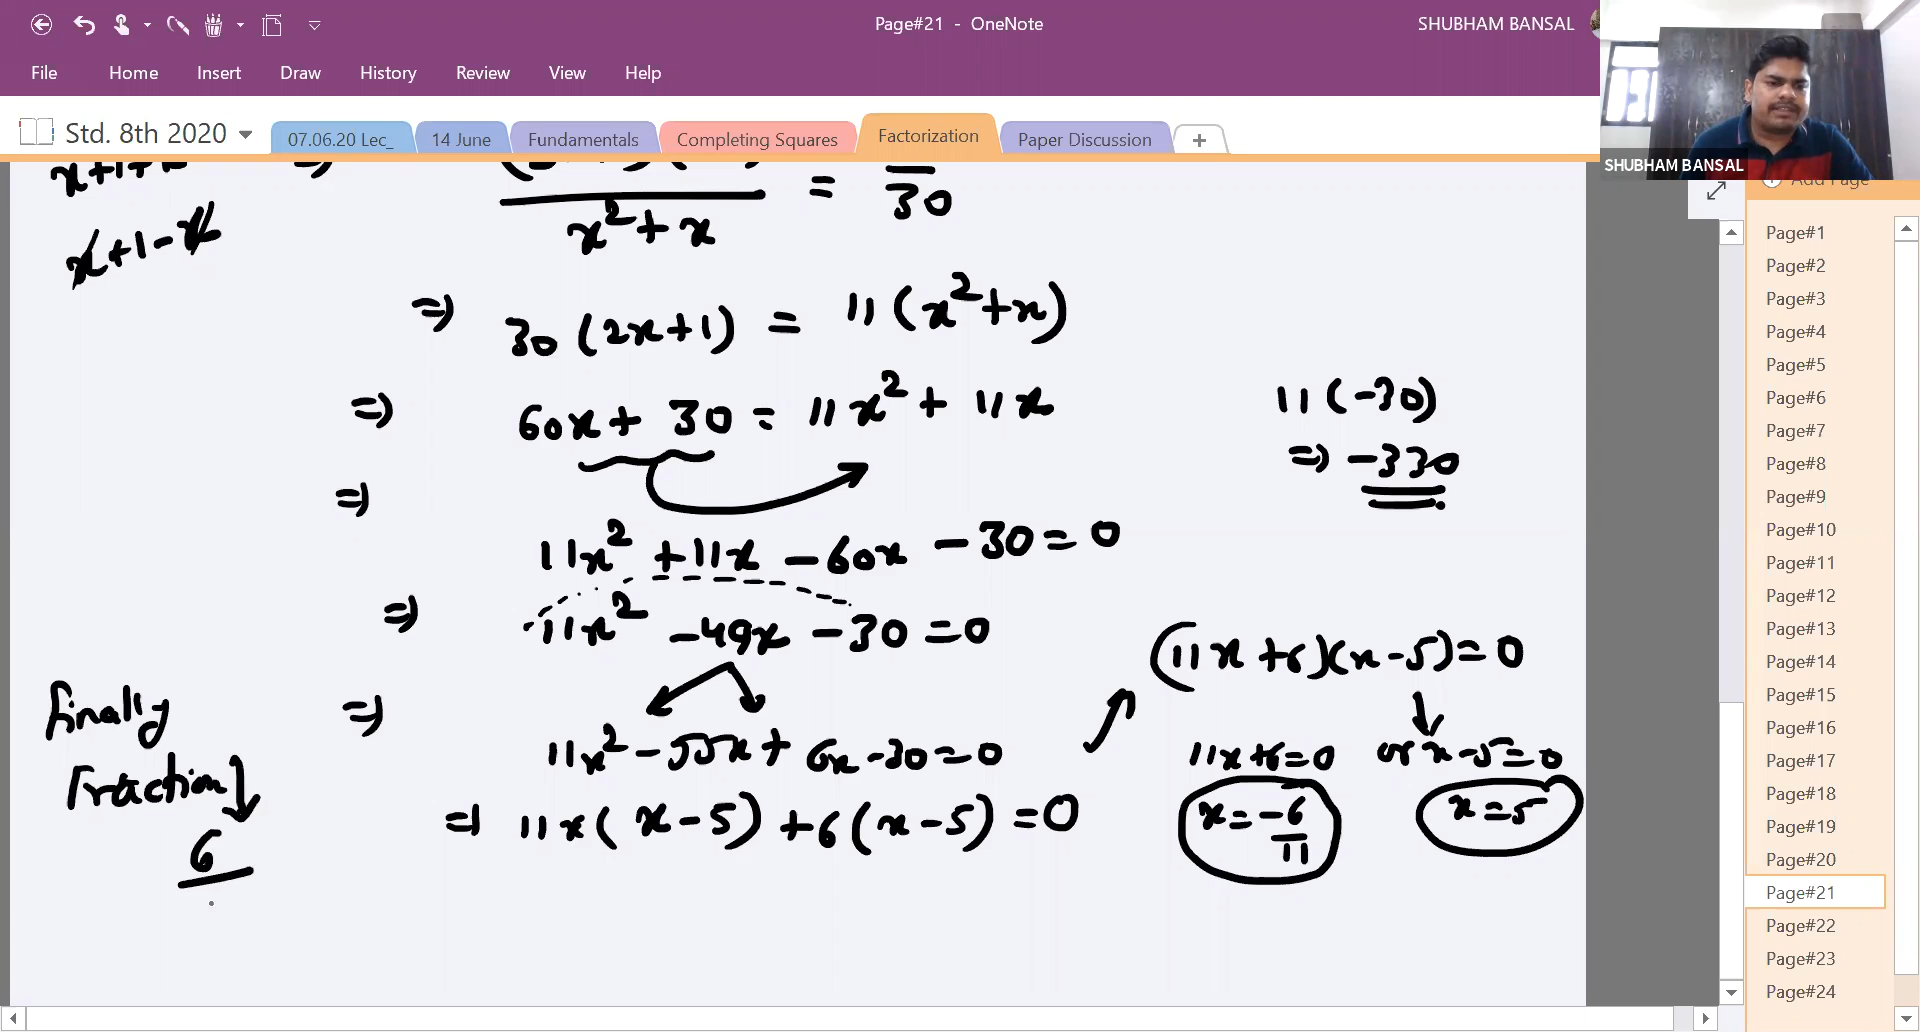 Page#21 - OneNote
SHUBHAM BANSAL
File Home Insert Draw History Review View Help
Std. 8th 2020
07.06.20 Lec_
14 June
Fundamentals
Completing Squares
Factorization
Paper Discussion
+
SHUBHAM BANSAL
Add Page
x+1-x
x²+x
= 30
⇒ 30(2x+1) = 11(x²+x)
⇒ 60x+30 = 11x²+11x
⇒
11x²+11x-60x-30=0
⇒ 11x²-49x-30=0
⇒ 11x²-55x+6x-30=0
⇒ 11x(x-5)+6(x-5)=0
11(-30)
⇒ -330
(11x+6)(x-5)=0
11x+6=0 or x-5=0
x=-6/11
x=5
finally
fraction
6
Page#1
Page#2
Page#3
Page#4
Page#5
Page#6
Page#7
Page#8
Page#9
Page#10
Page#11
Page#12
Page#13
Page#14
Page#15
Page#16
Page#17
Page#18
Page#19
Page#20
Page#21
Page#22
Page#23
Page#24